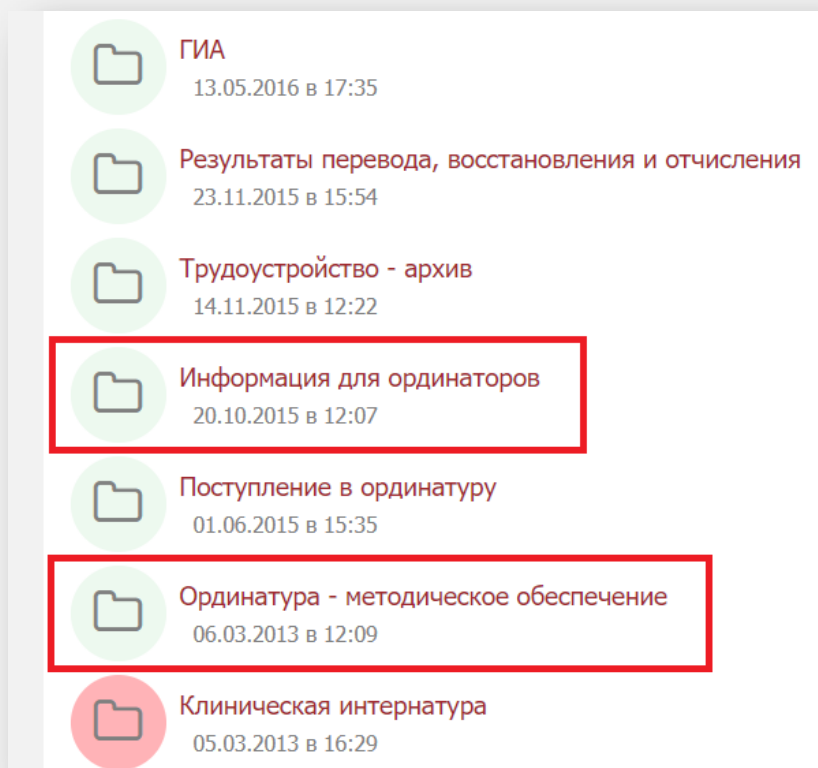 ГИА
13.05.2016 в 17:35
Результаты перевода, восстановления и отчисления
23.11.2015 в 15:54
Трудоустройство - архив
14.11.2015 в 12:22
Информация для ординаторов
20.10.2015 в 12:07
Поступление в ординатуру
01.06.2015 в 15:35
Ординатура - методическое обеспечение
06.03.2013 в 12:09
Клиническая интернатура
05.03.2013 в 16:29